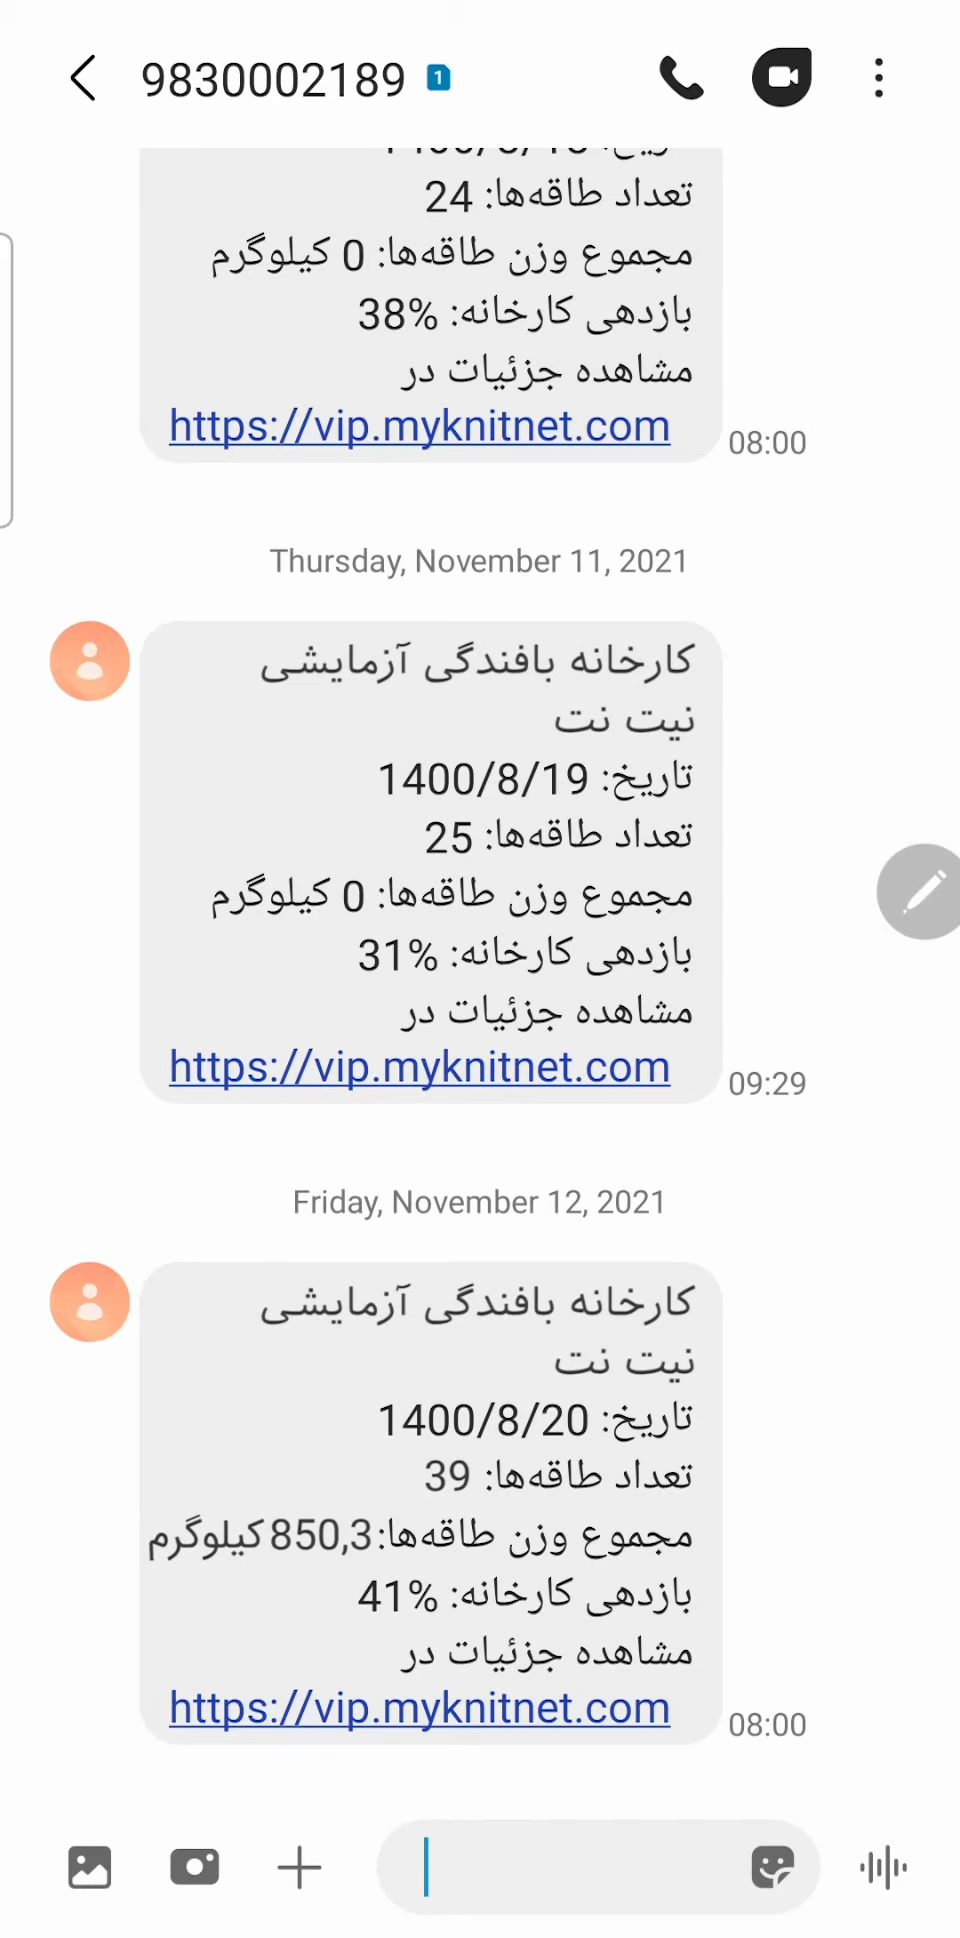 9830002189
1
تعداد طاقه‌ها: 24
مجموع وزن طاقه‌ها: 0 کیلوگرم
بازدهی کارخانه: 38%
مشاهده جزئیات در
https://vip.myknitnet.com
08:00
Thursday, November 11, 2021
کارخانه بافندگی آزمایشی
نیت نت
تاریخ: 1400/8/19
تعداد طاقه‌ها: 25
مجموع وزن طاقه‌ها: 0 کیلوگرم
بازدهی کارخانه: 31%
مشاهده جزئیات در
https://vip.myknitnet.com
09:29
Friday, November 12, 2021
کارخانه بافندگی آزمایشی
نیت نت
تاریخ: 1400/8/20
تعداد طاقه‌ها: 39
مجموع وزن طاقه‌ها:850,3 کیلوگرم
بازدهی کارخانه: 41%
مشاهده جزئیات در
https://vip.myknitnet.com
08:00